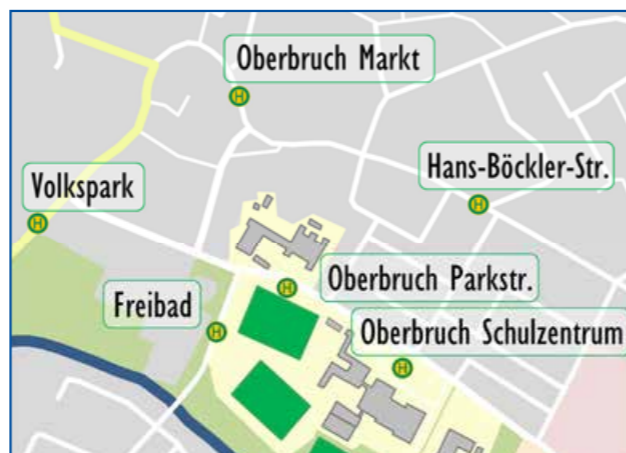 Oberbruch Markt
Hans-Böckler-Str.
Volkspark
Oberbruch Parkstr.
Freibad
Oberbruch Schulzentrum
H
H
H
H
H
H